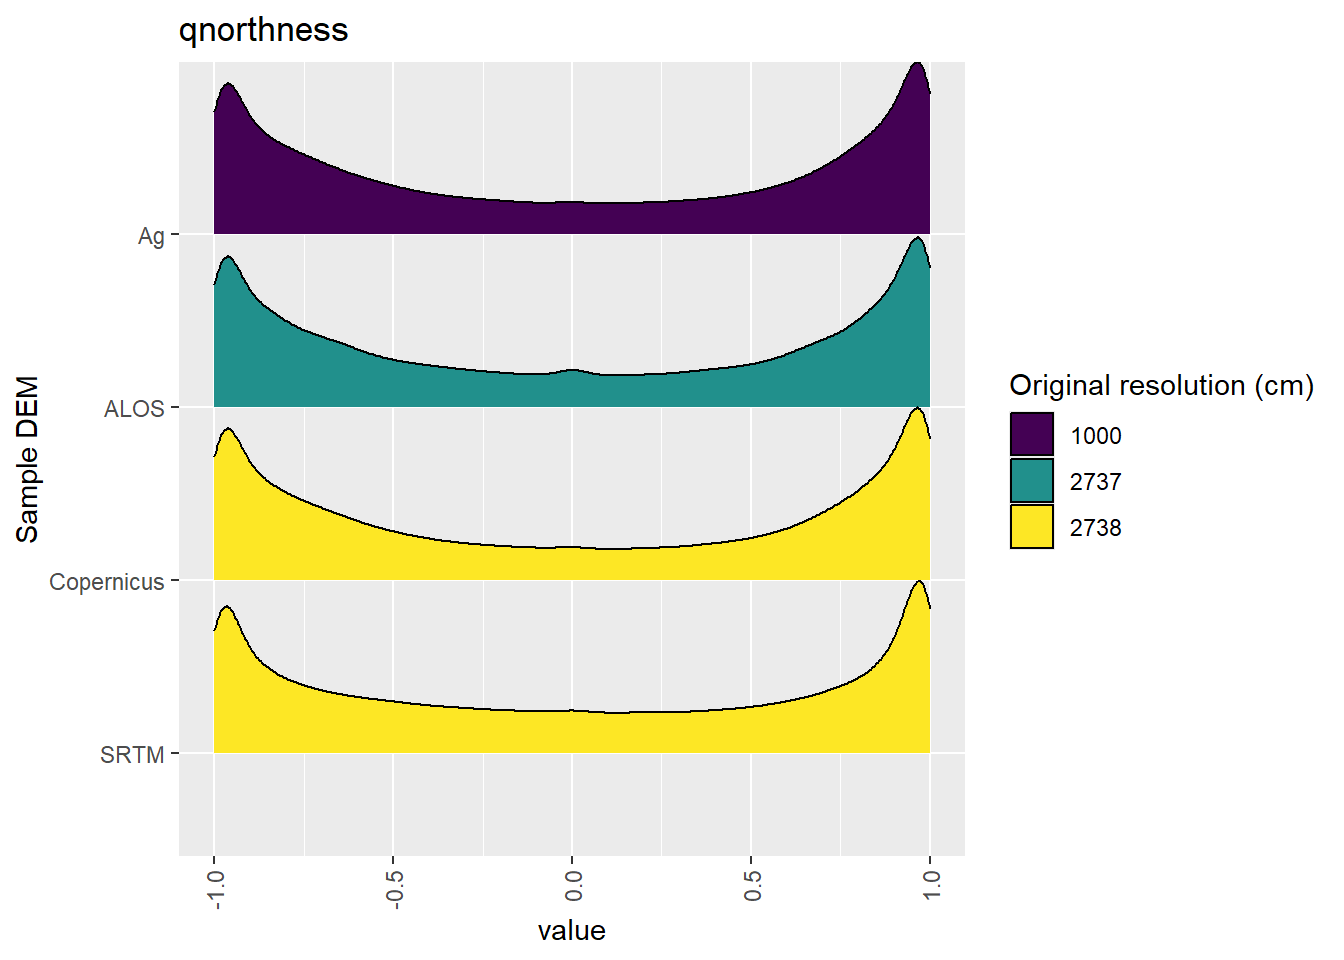 qnorthness
Ag
ALOS
Copernicus
SRTM
Sample DEM
-1.0
-0.5
0.0
0.5
1.0
value
Original resolution (cm)
1000
2737
2738